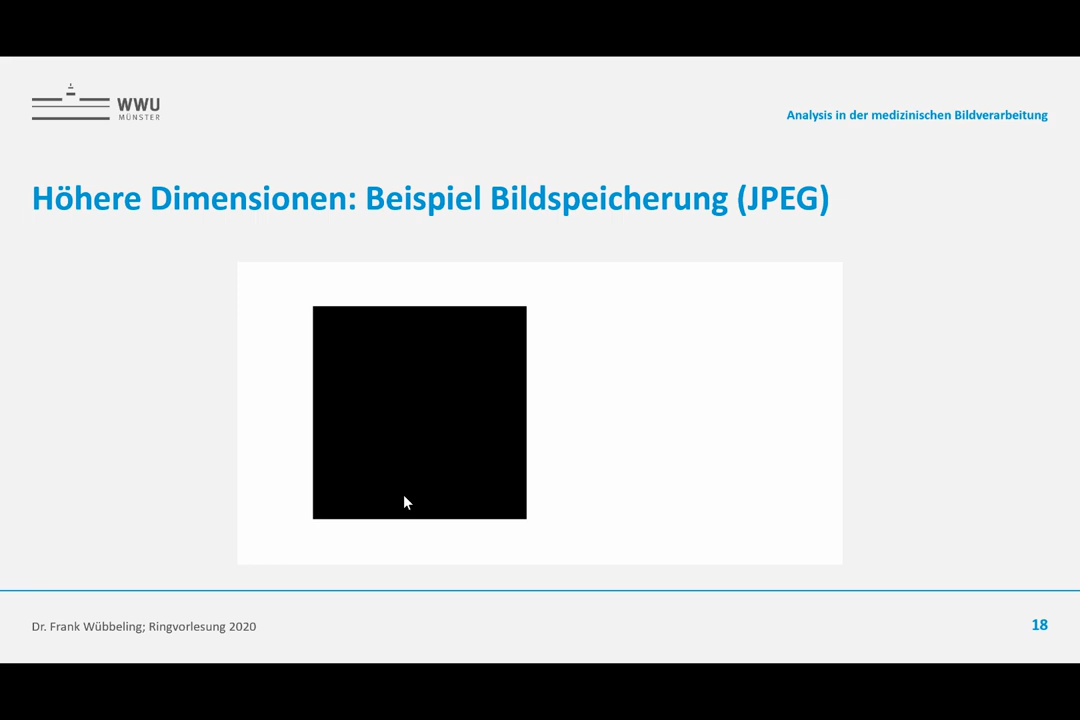 WWU
MÜNSTER
Analysis in der medizinischen Bildverarbeitung
Höhere Dimensionen: Beispiel Bildspeicherung (JPEG)
Dr. Frank Wübbeling; Ringvorlesung 2020
18